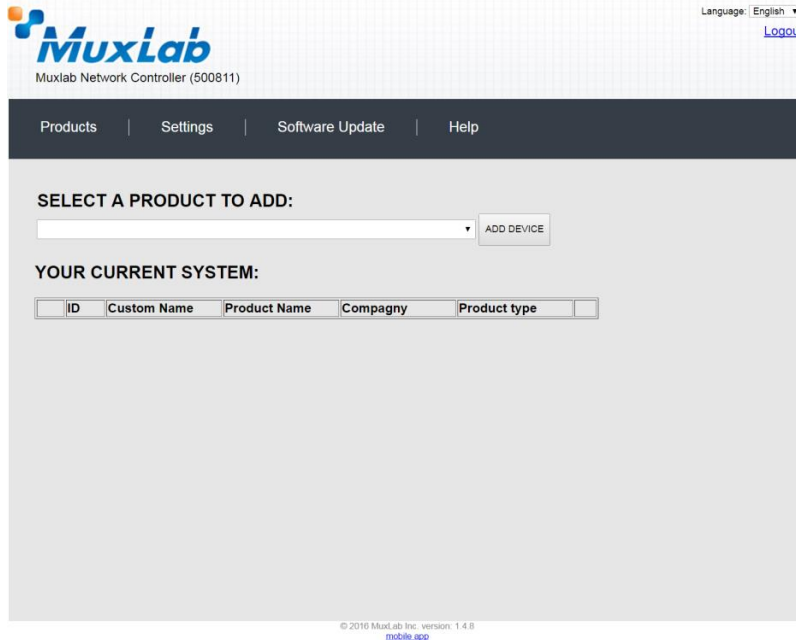 Language: English
Logou
MuxLab
Muxlab Network Controller (500811)
Products | Settings | Software Update | Help
SELECT A PRODUCT TO ADD:
ADD DEVICE
YOUR CURRENT SYSTEM:
ID Custom Name Product Name Compagny Product type
© 2016 MuxLab Inc. version: 1.4.8
mobile app